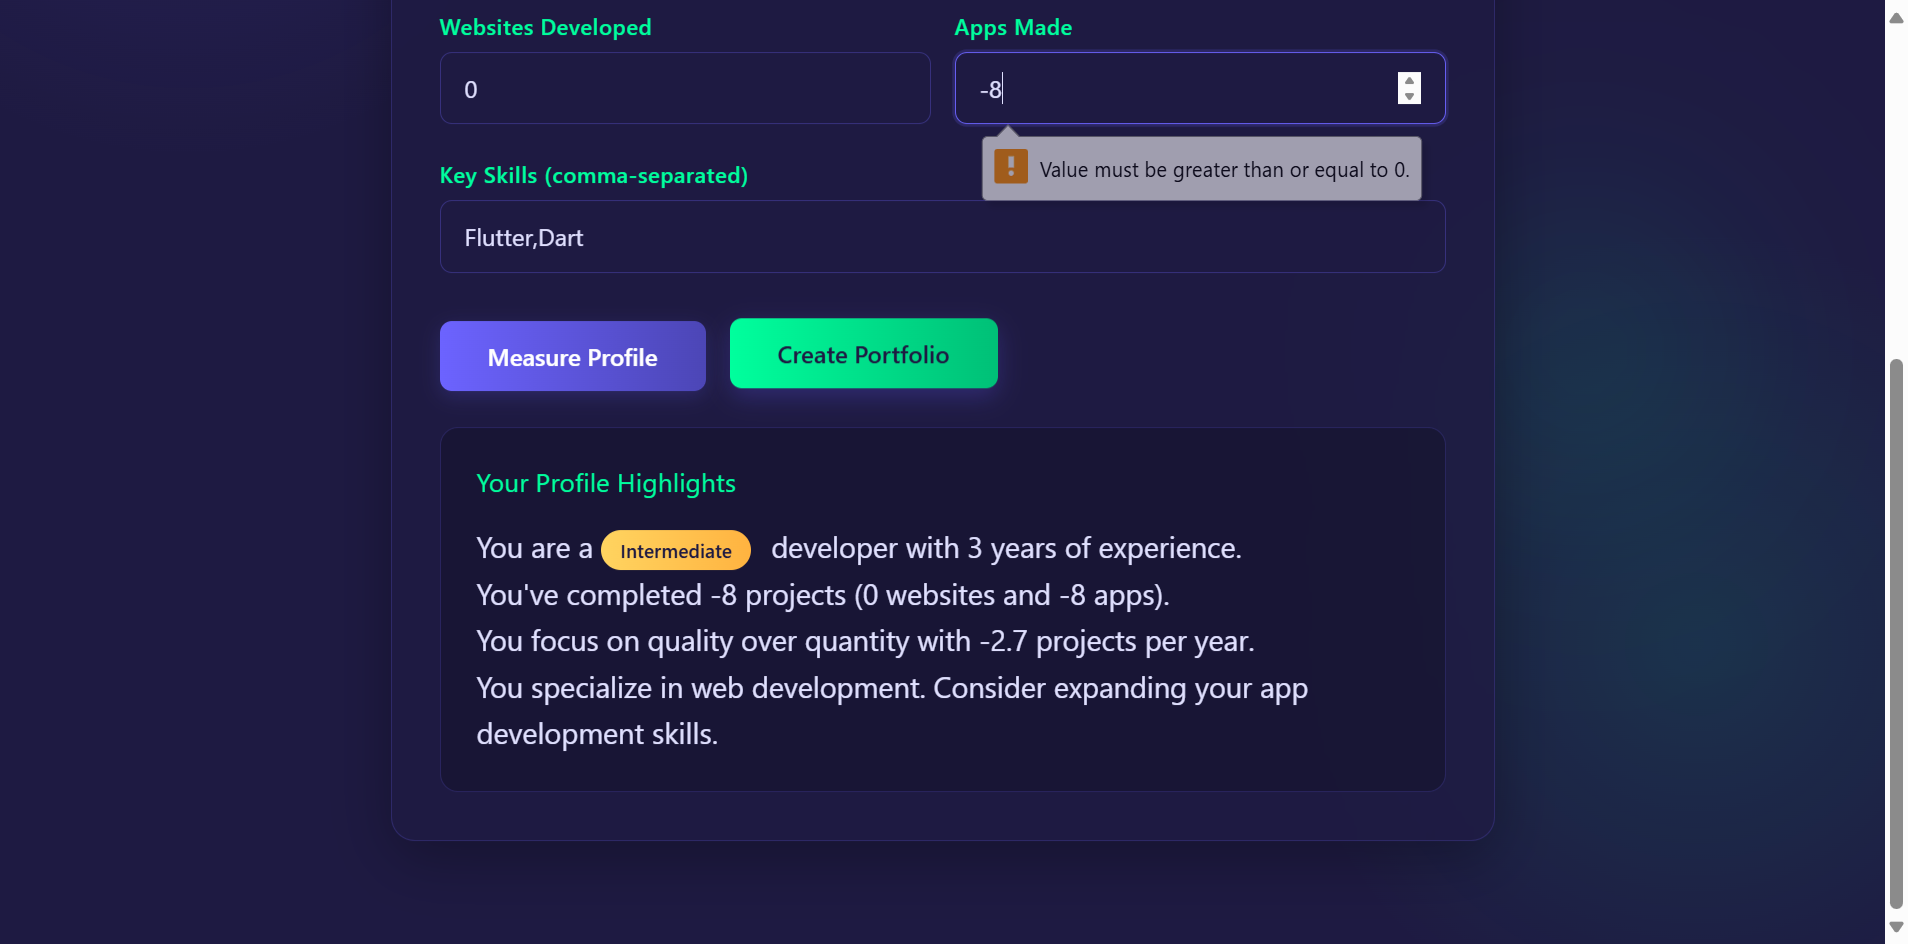 Websites Developed
Apps Made
0
-8
Value must be greater than or equal to 0.
Key Skills (comma-separated)
Flutter,Dart
Measure Profile
Create Portfolio
Your Profile Highlights
You are a Intermediate developer with 3 years of experience.
You've completed -8 projects (0 websites and -8 apps).
You focus on quality over quantity with -2.7 projects per year.
You specialize in web development. Consider expanding your app
development skills.